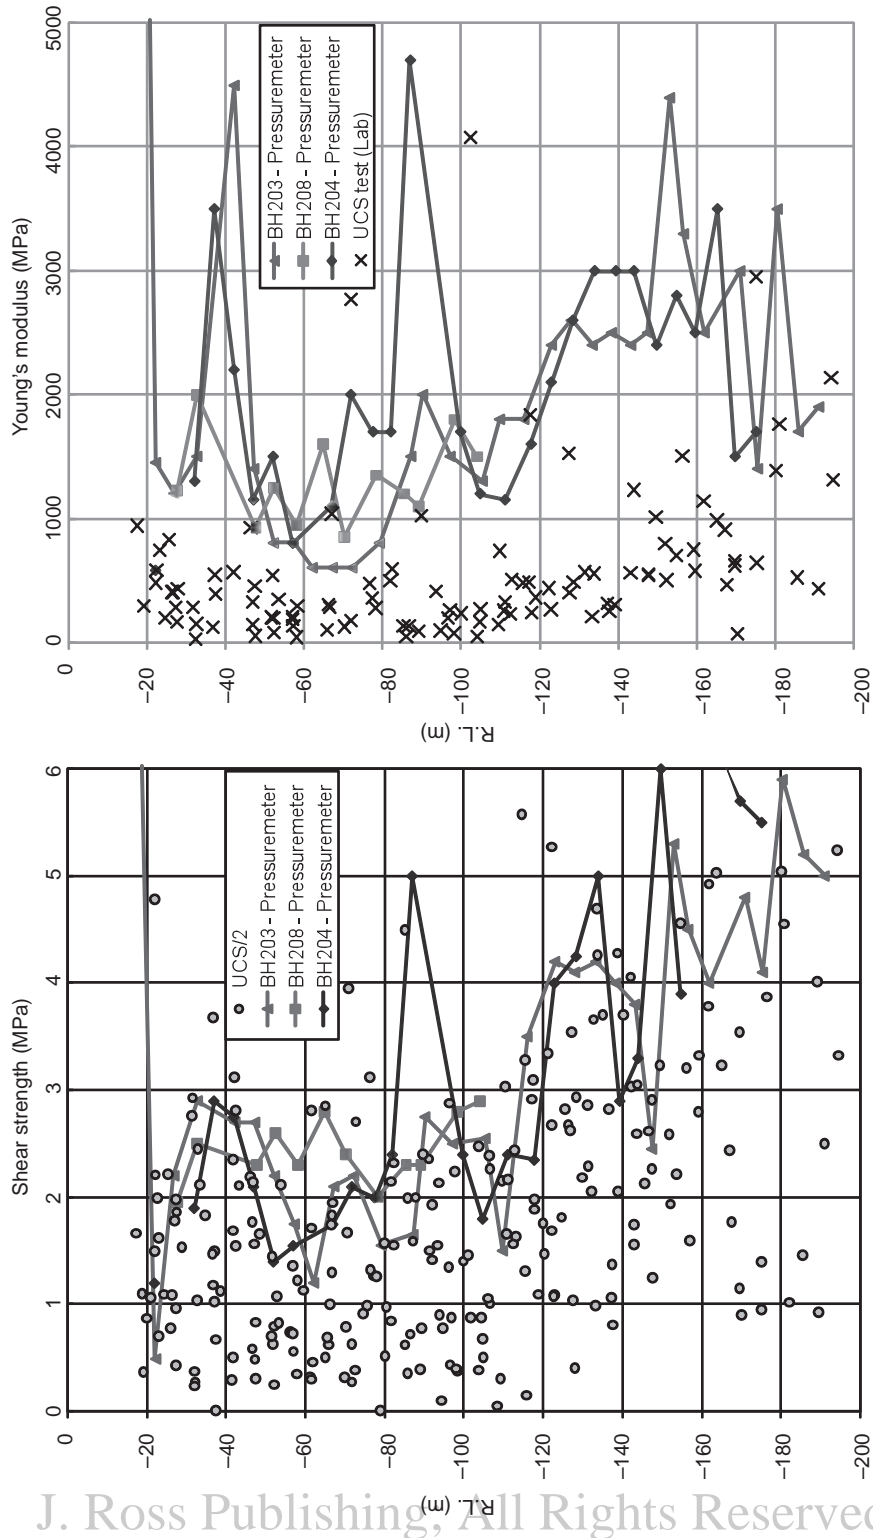 Young's modulus (MPa)
0
1000
2000
3000
4000
5000
0
–20
–40
–60
–80
–100
–120
–140
–160
–180
–200
R.L. (m)
BH203 - Pressuremeter
BH208 - Pressuremeter
BH204 - Pressuremeter
UCS test (Lab)
Shear strength (MPa)
0
1
2
3
4
5
6
0
–20
–40
–60
–80
–100
–120
–140
–160
–180
–200
R.L. (m)
UCS/2
BH203 - Pressuremeter
BH208 - Pressuremeter
BH204 - Pressuremeter
J. Ross Publishing, All Rights Reserved